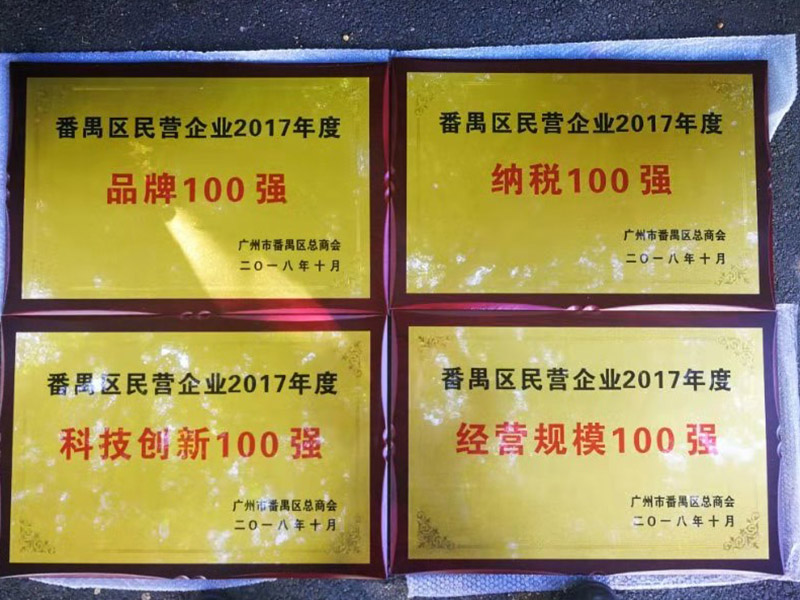 番禺区民营企业2017年度
品牌100强
广州市番禺区总商会
二〇一八年十月
番禺区民营企业2017年度
纳税100强
广州市番禺区总商会
二〇一八年十月
番禺区民营企业2017年度
科技创新100强
广州市番禺区总商会
二〇一八年十月
番禺区民营企业2017年度
经营规模100强
广州市番禺区总商会
二〇一八年十月